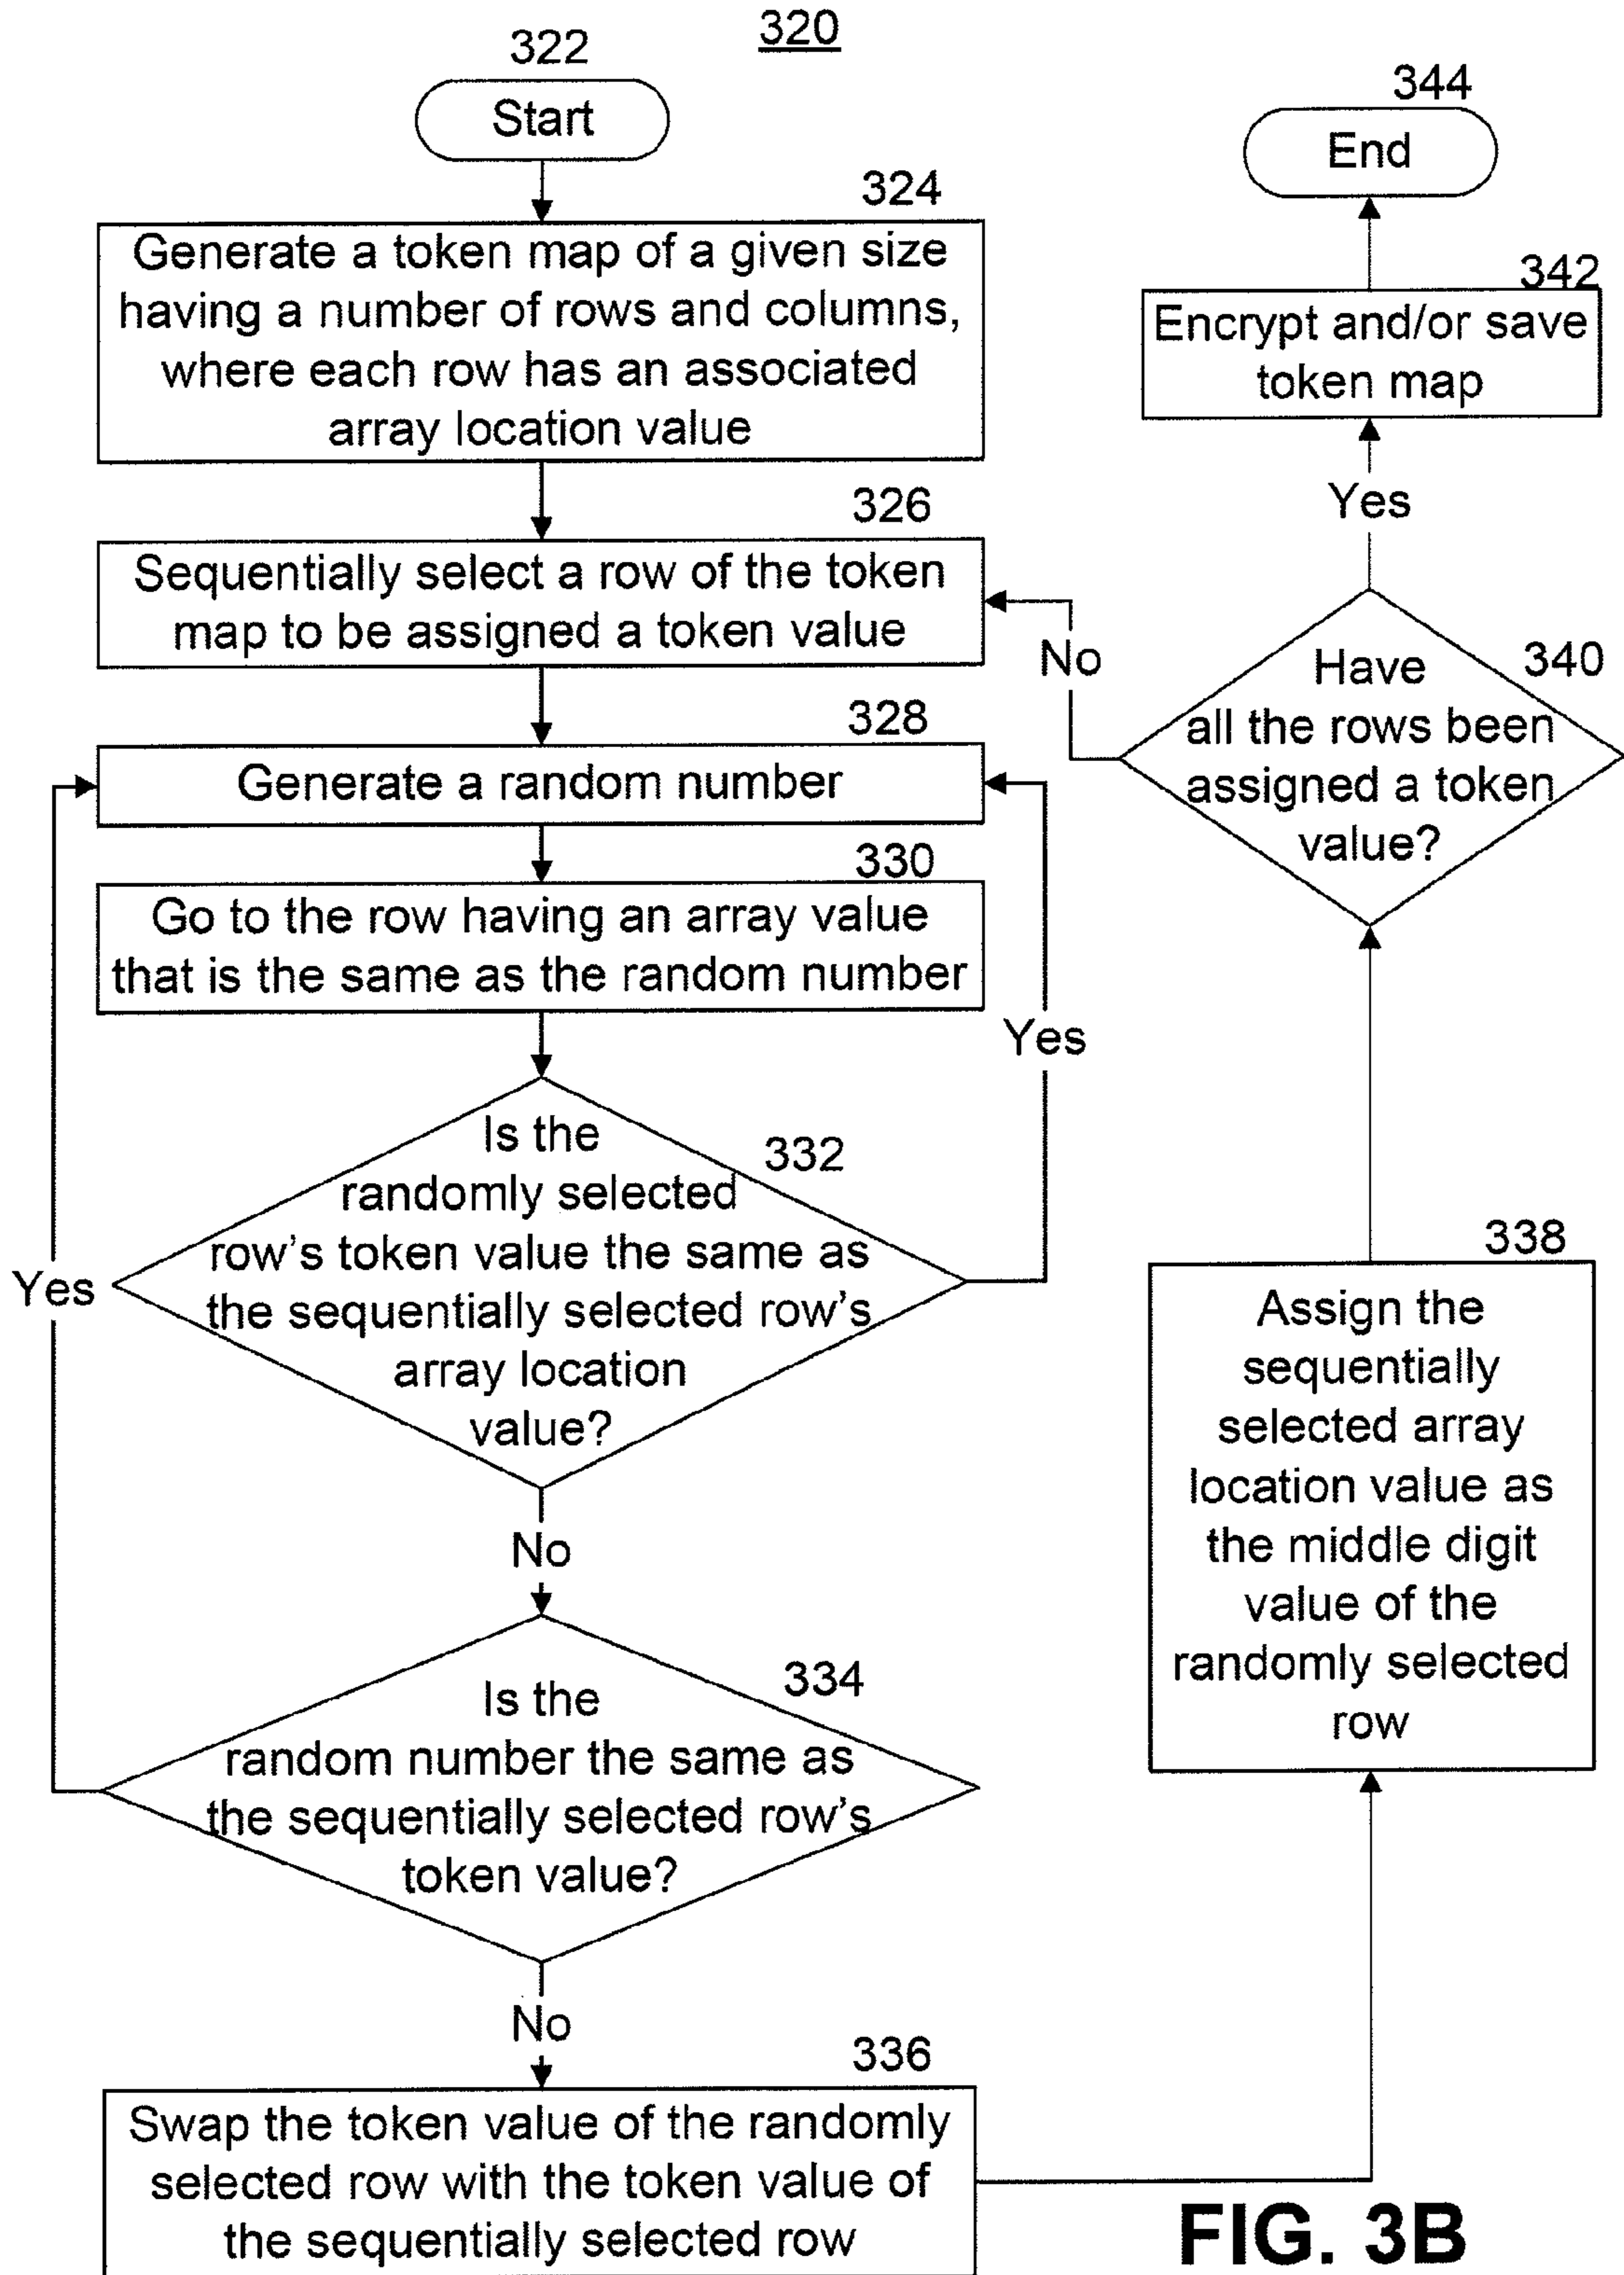 320
322
Start
324
Generate a token map of a given size
having a number of rows and columns,
where each row has an associated
array location value
326
Sequentially select a row of the token
map to be assigned a token value
328
Generate a random number
330
Go to the row having an array value
that is the same as the random number
Is the
randomly selected
row's token value the same as
the sequentially selected row's
array location
value?
332
Yes
Yes
No
Is the
random number the same as
the sequentially selected row's
token value?
334
No
336
Swap the token value of the randomly
selected row with the token value of
the sequentially selected row
338
Assign the
sequentially
selected array
location value as
the middle digit
value of the
randomly selected
row
340
Have
all the rows been
assigned a token
value?
No
Yes
342
Encrypt and/or save
token map
344
End
FIG. 3B